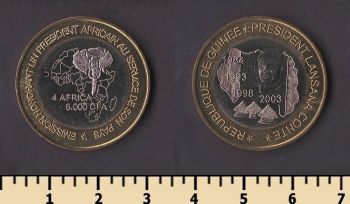 EMISSION HONORANT UN PRESIDENT AFRICAIN AU SERVICE DE SON PAYS
4 AFRICA
6.000 CFA
REPUBLIQUE DE GUINEE PRESIDENT LANSANA CONTE
1993
1998 2003
1 2 3 4 5 6 7